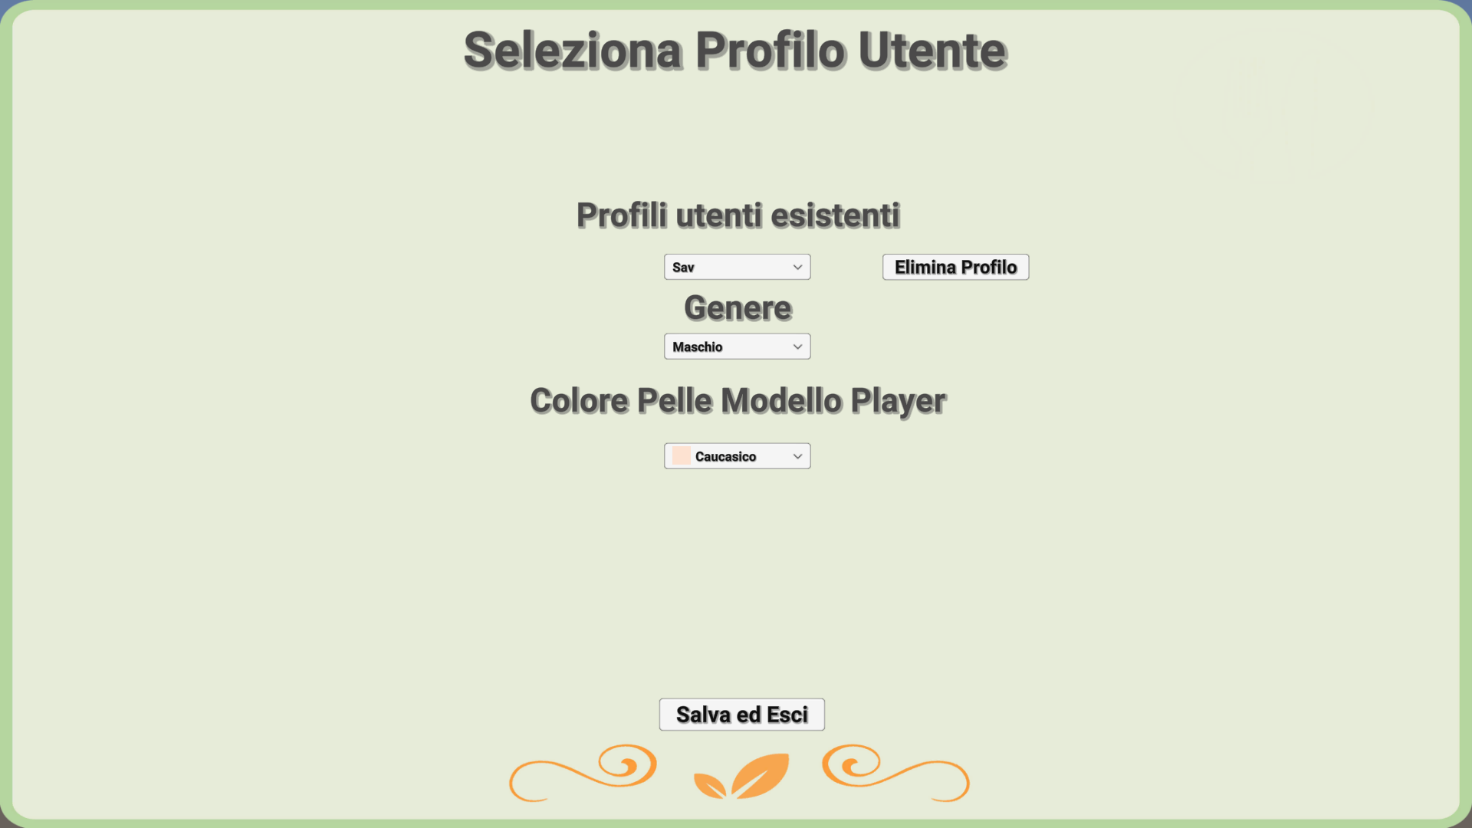 Seleziona Profilo Utente
Profili utenti esistenti
Sav
Elimina Profilo
Genere
Maschio
Colore Pelle Modello Player
Caucasico
Salva ed Esci